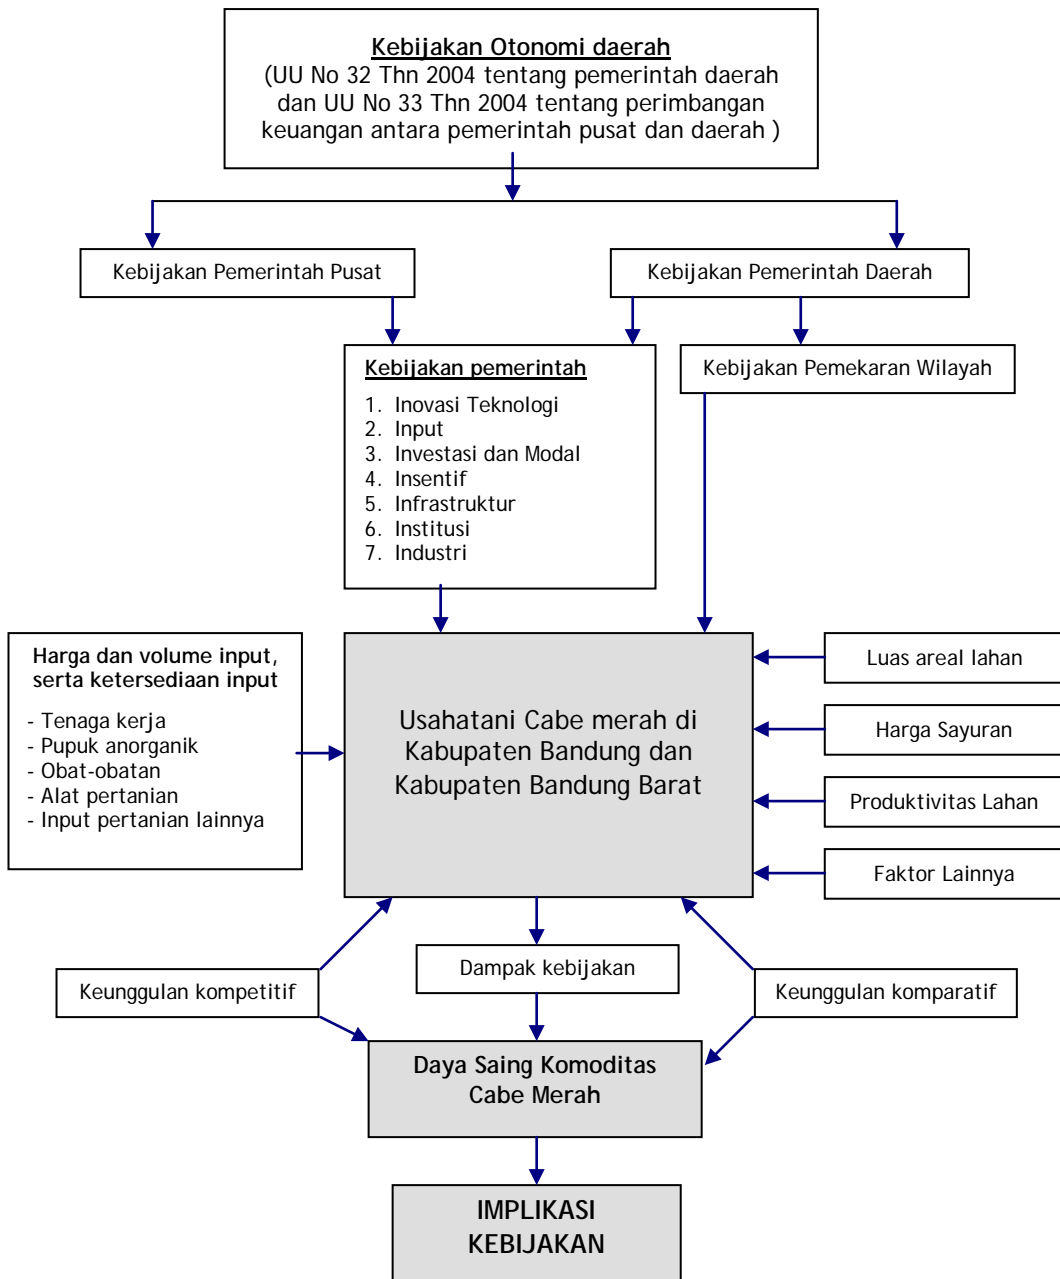 Kebijakan Otonomi daerah
(UU No 32 Thn 2004 tentang pemerintah daerah
dan UU No 33 Thn 2004 tentang perimbangan
keuangan antara pemerintah pusat dan daerah )
Kebijakan Pemerintah Pusat
Kebijakan Pemerintah Daerah
Kebijakan pemerintah
1. Inovasi Teknologi
2. Input
3. Investasi dan Modal
4. Insentif
5. Infrastruktur
6. Institusi
7. Industri
Kebijakan Pemekaran Wilayah
Harga dan volume input,
serta ketersediaan input
- Tenaga kerja
- Pupuk anorganik
- Obat-obatan
- Alat pertanian
- Input pertanian lainnya
Usahatani Cabe merah di
Kabupaten Bandung dan
Kabupaten Bandung Barat
Luas areal lahan
Harga Sayuran
Produktivitas Lahan
Faktor Lainnya
Keunggulan kompetitif
Dampak kebijakan
Keunggulan komparatif
Daya Saing Komoditas
Cabe Merah
IMPLIKASI
KEBIJAKAN